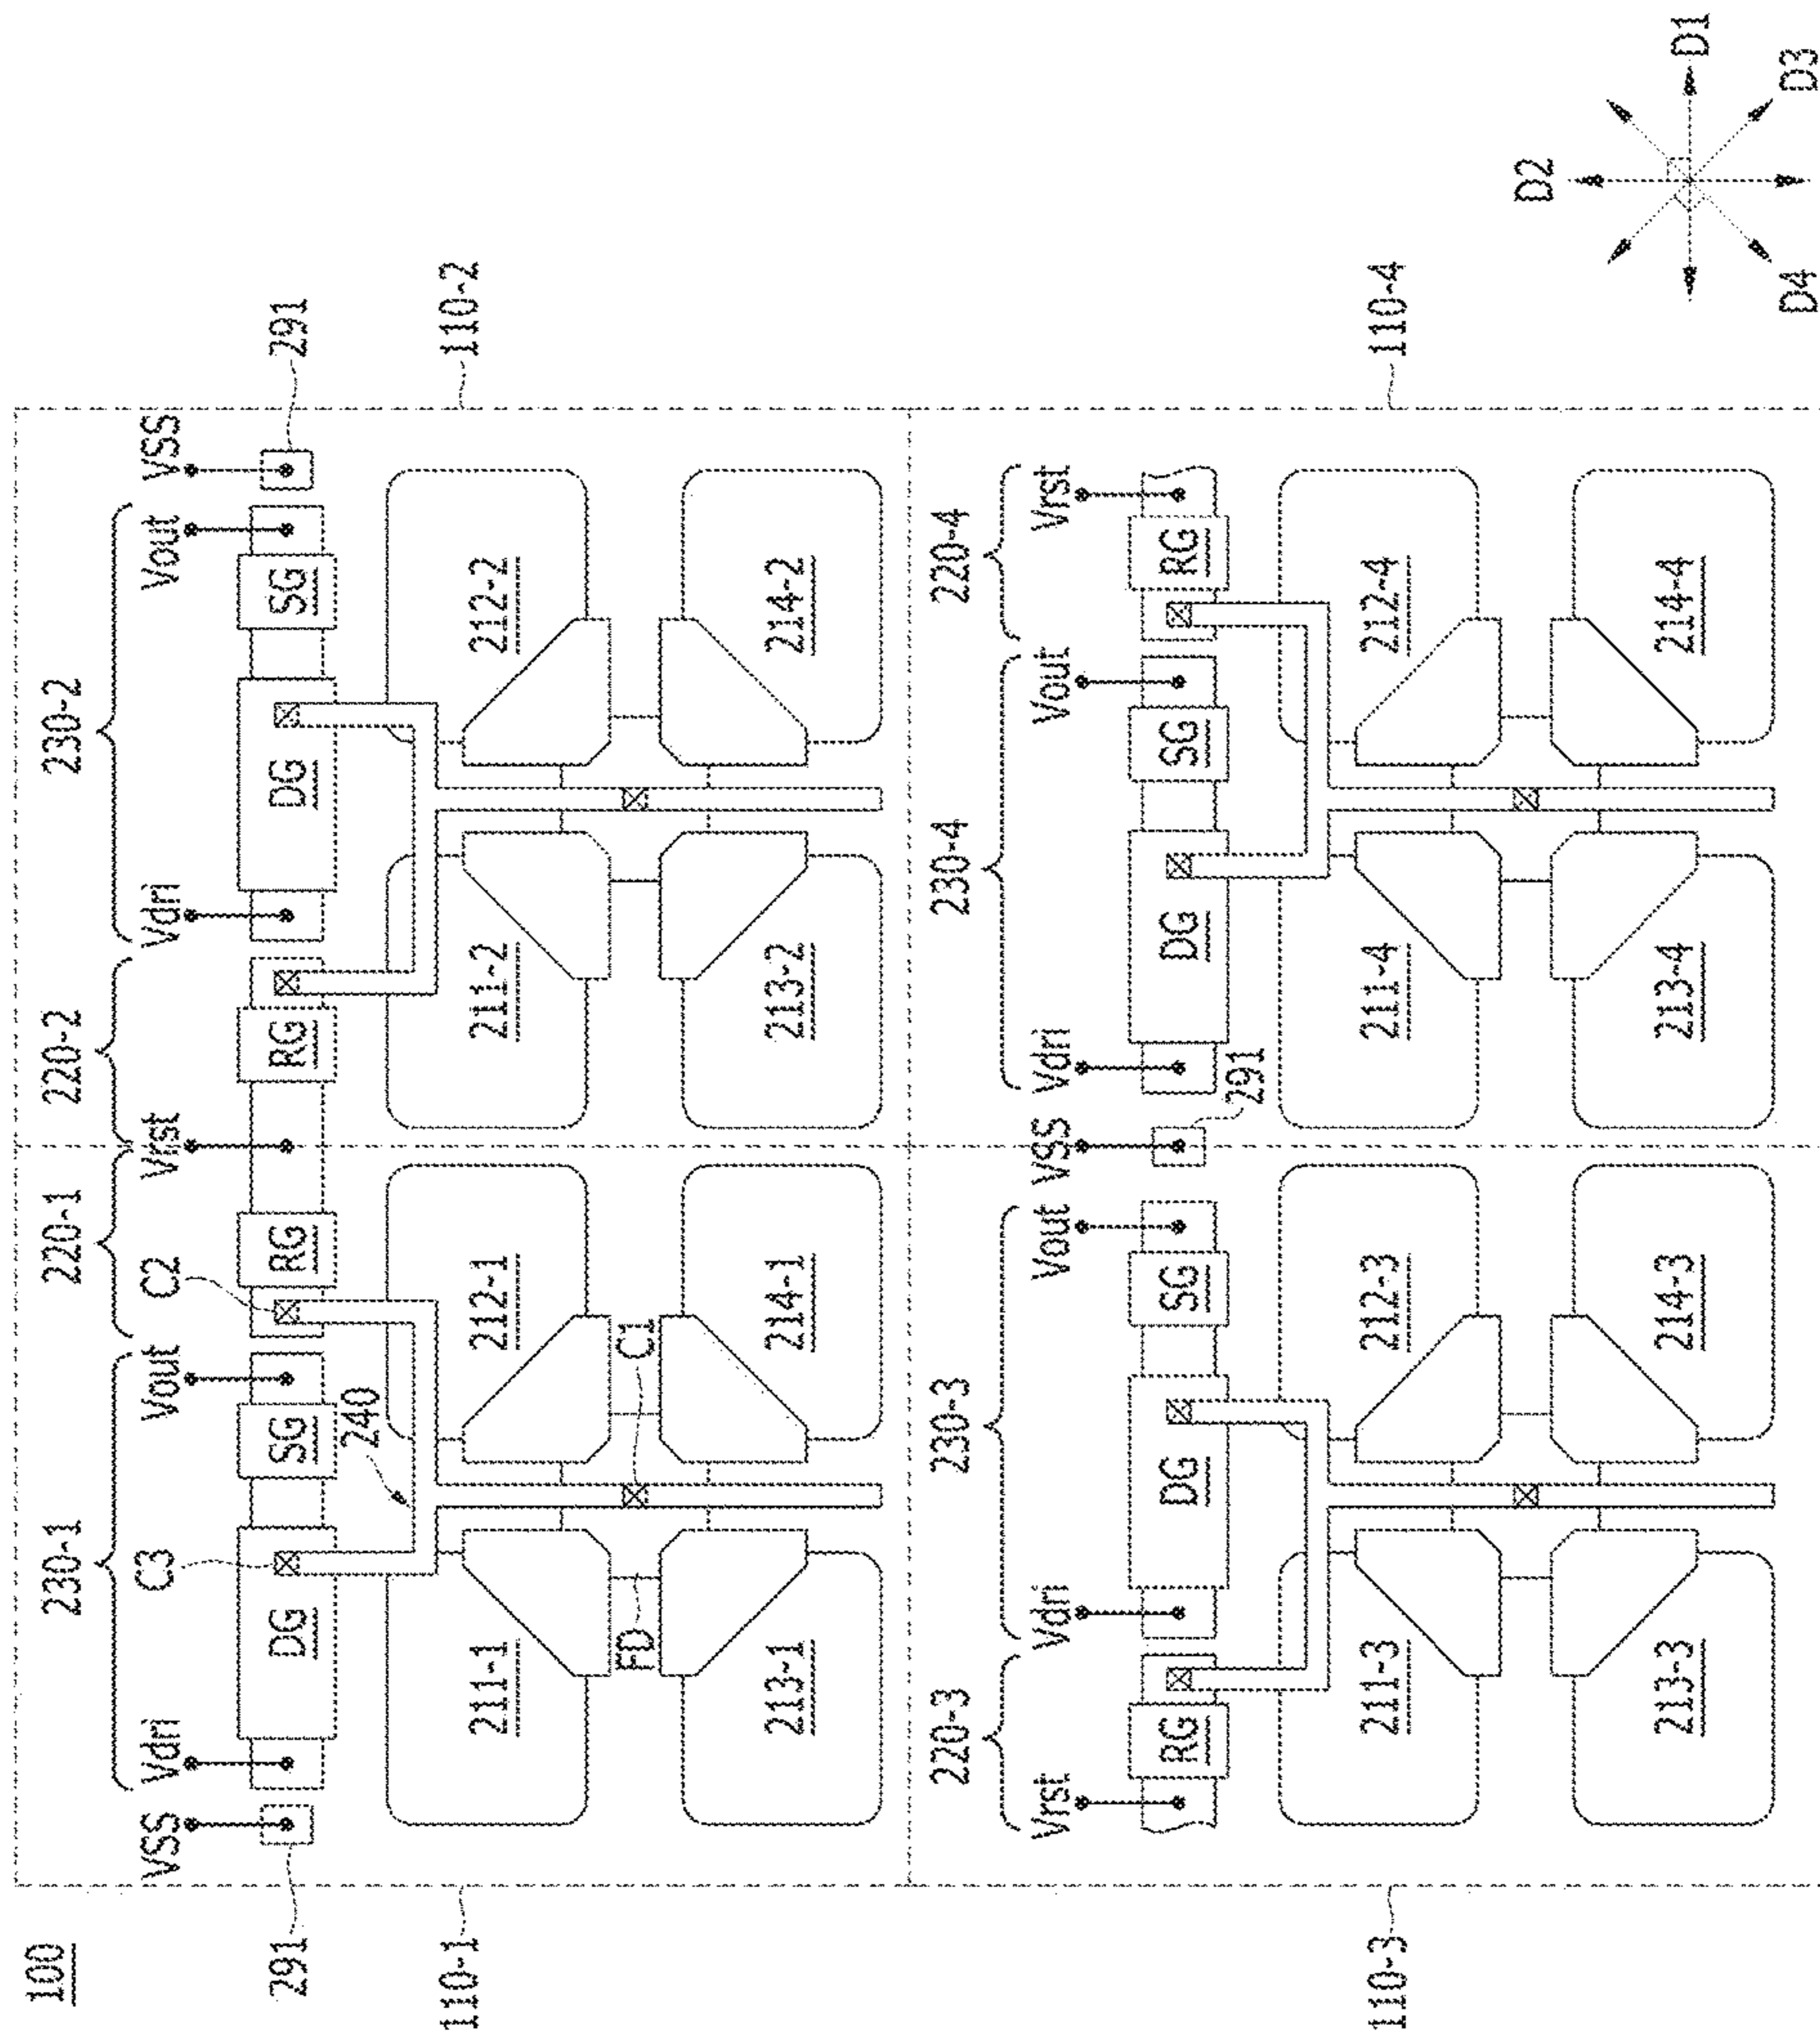 100
230-1 220-1 220-2 230-2
C3 C2
VSS Vdri Vout Vrst Vdri Vout VSS
291 DG SG RG RG DG SG 291
240
110-1 211-1 212-1 211-2 212-2 110-2
FD C1
213-1 214-1 213-2 214-2
220-3 230-3 230-4 220-4
Vrst Vdri Vout VSS Vdri Vout Vrst
RG DG SG DG SG RG
291
110-3 211-3 212-3 211-4 212-4 110-4
213-3 214-3 213-4 214-4
D2
D1
D4 D3